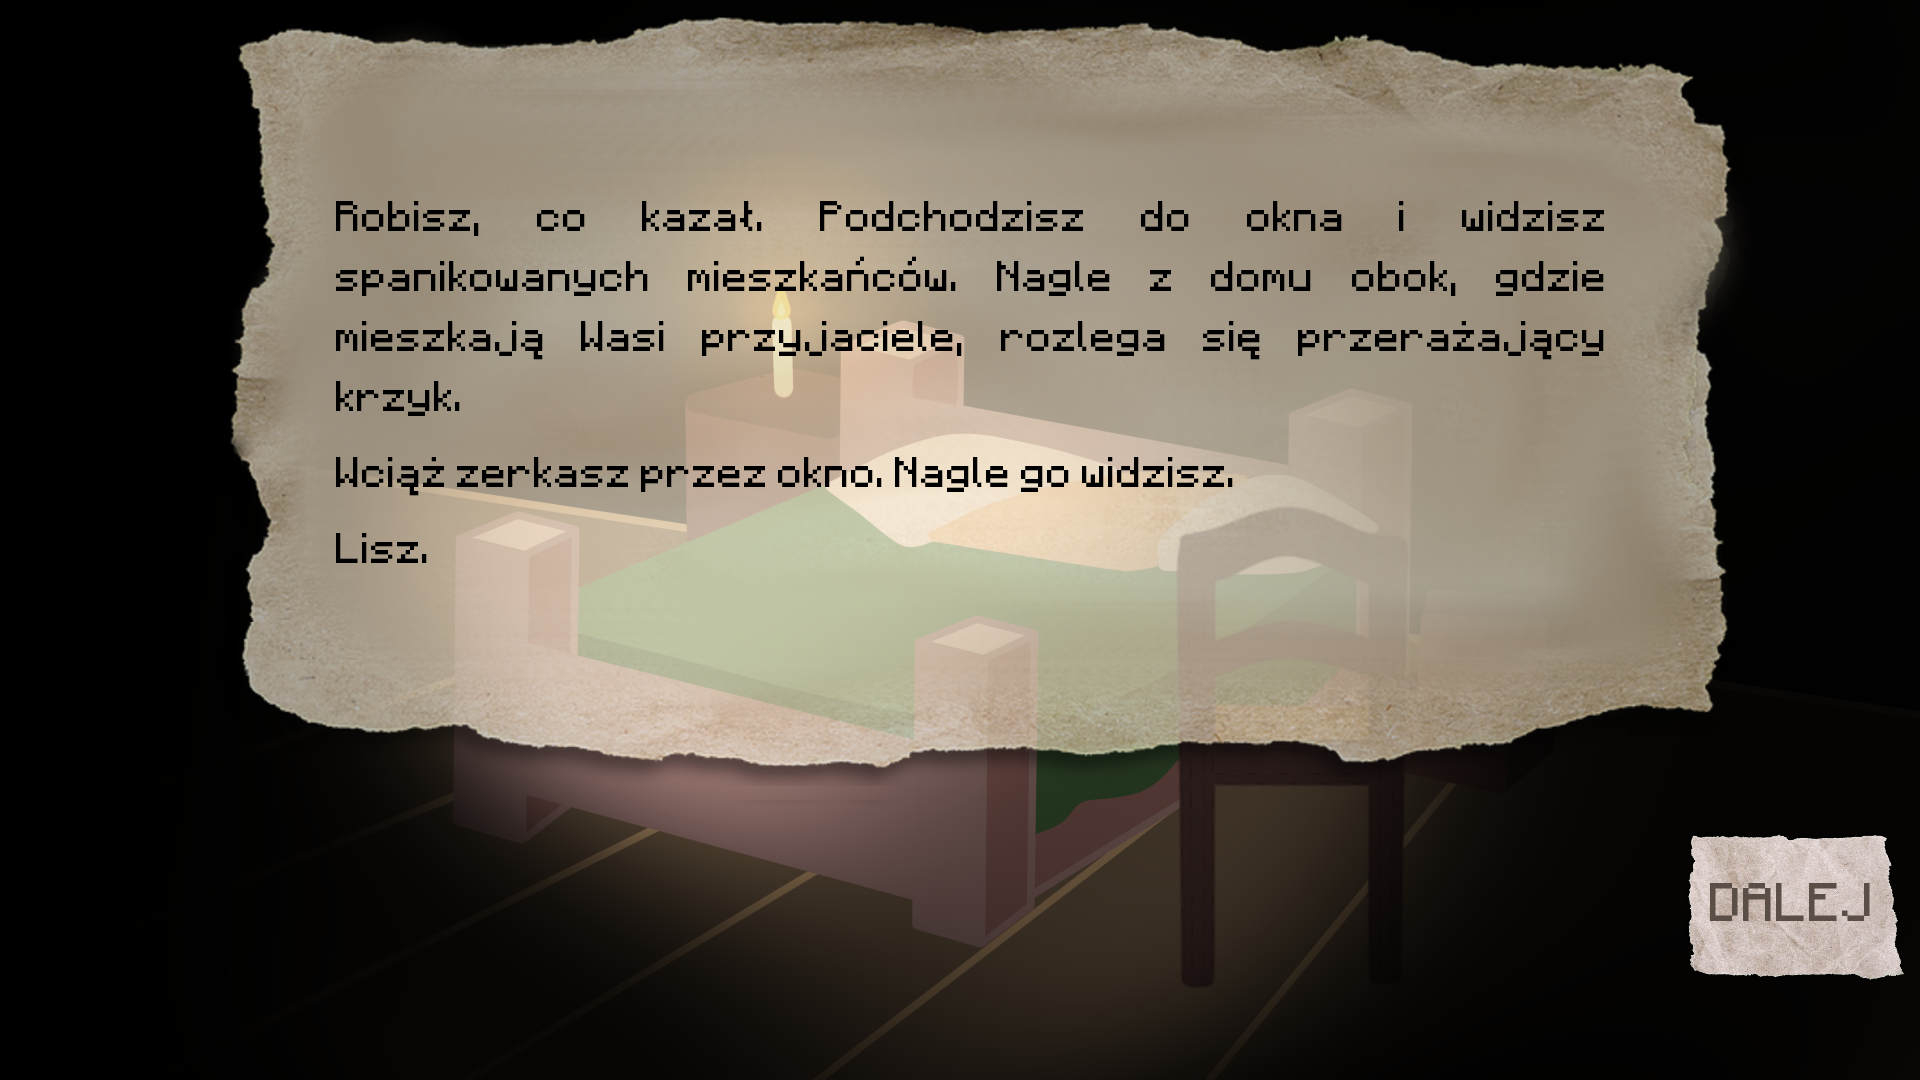 Robisz, co kazał. Podchodzisz do okna i widzisz
spanikowanych mieszkańców. Nagle z domu obok, gdzie
mieszkają Wasi przyjaciele, rozlega się przerażający
krzyk.
Wciąż zerkasz przez okno. Nagle go widzisz.
Lisz.
DALEJ